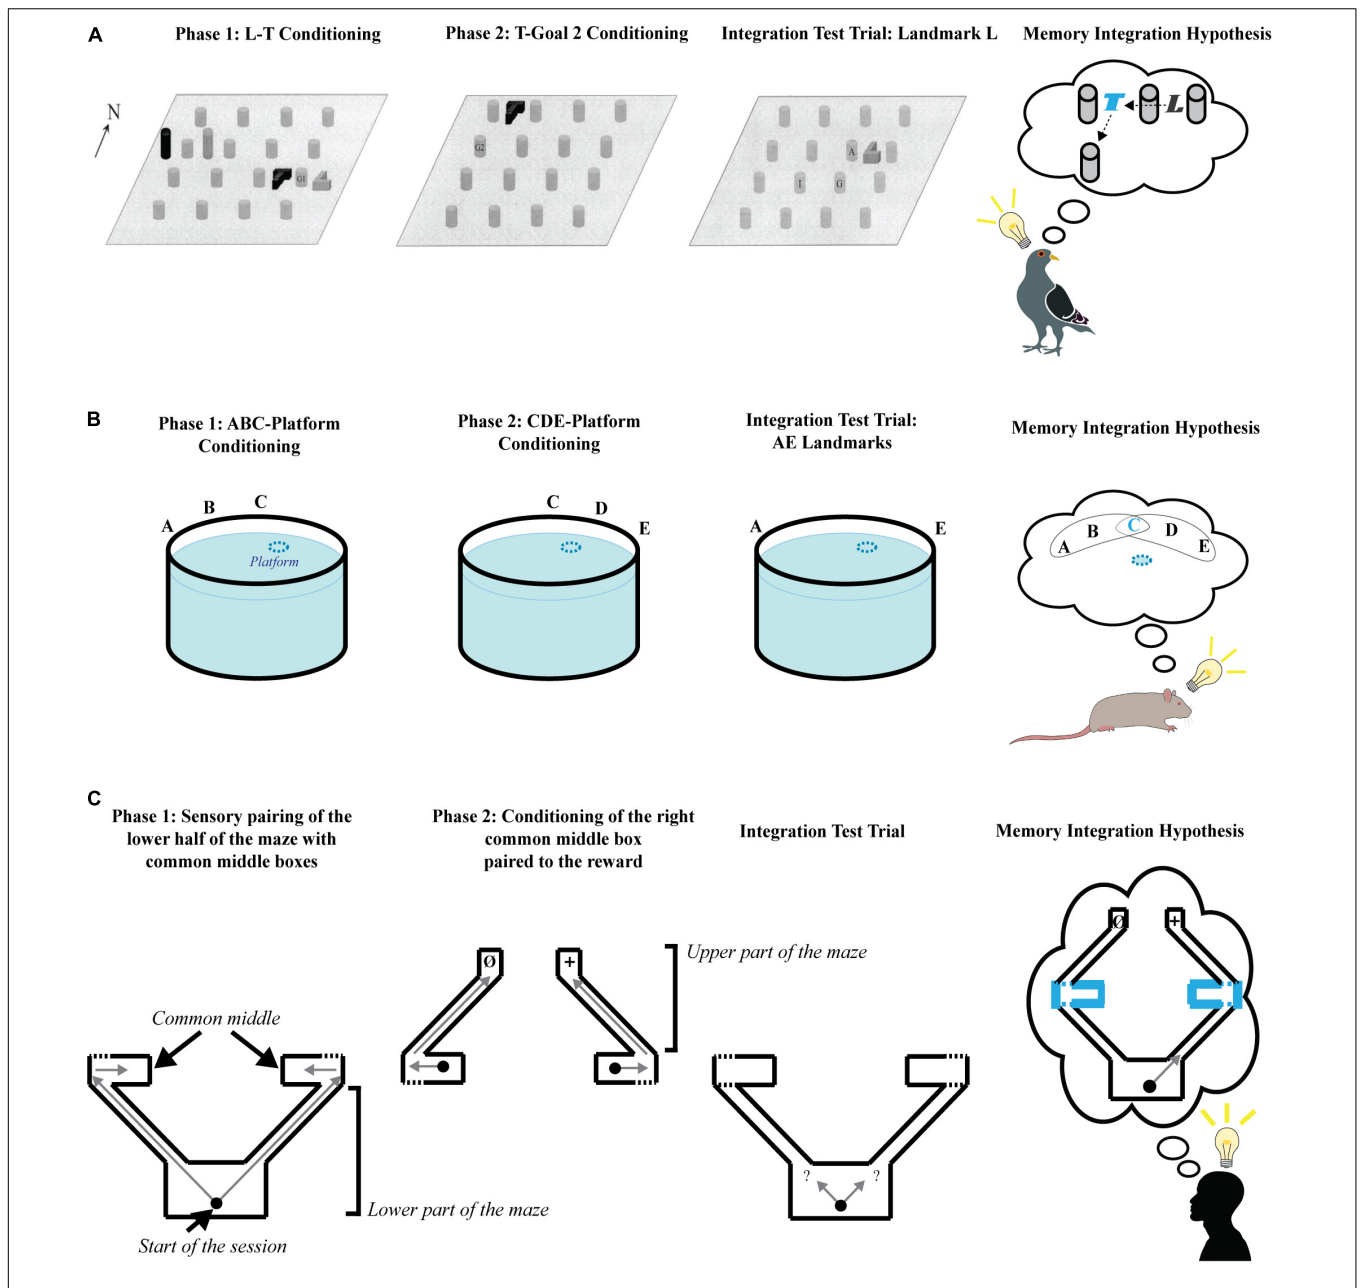 A
Phase 1: L-T Conditioning
Phase 2: T-Goal 2 Conditioning
Integration Test Trial: Landmark L
Memory Integration Hypothesis
N
G1
G2
A
I
G
T
L
B
Phase 1: ABC-Platform
Conditioning
Phase 2: CDE-Platform
Conditioning
Integration Test Trial:
AE Landmarks
Memory Integration Hypothesis
A
B
C
Platform
C
D
E
A
E
A
B
C
D
E
C
Phase 1: Sensory pairing of the
lower half of the maze with
common middle boxes
Phase 2: Conditioning of the right
common middle box
paired to the reward
Integration Test Trial
Memory Integration Hypothesis
Common middle
Start of the session
Lower part of the maze
Ø
+
Upper part of the maze
?
?
Ø
+